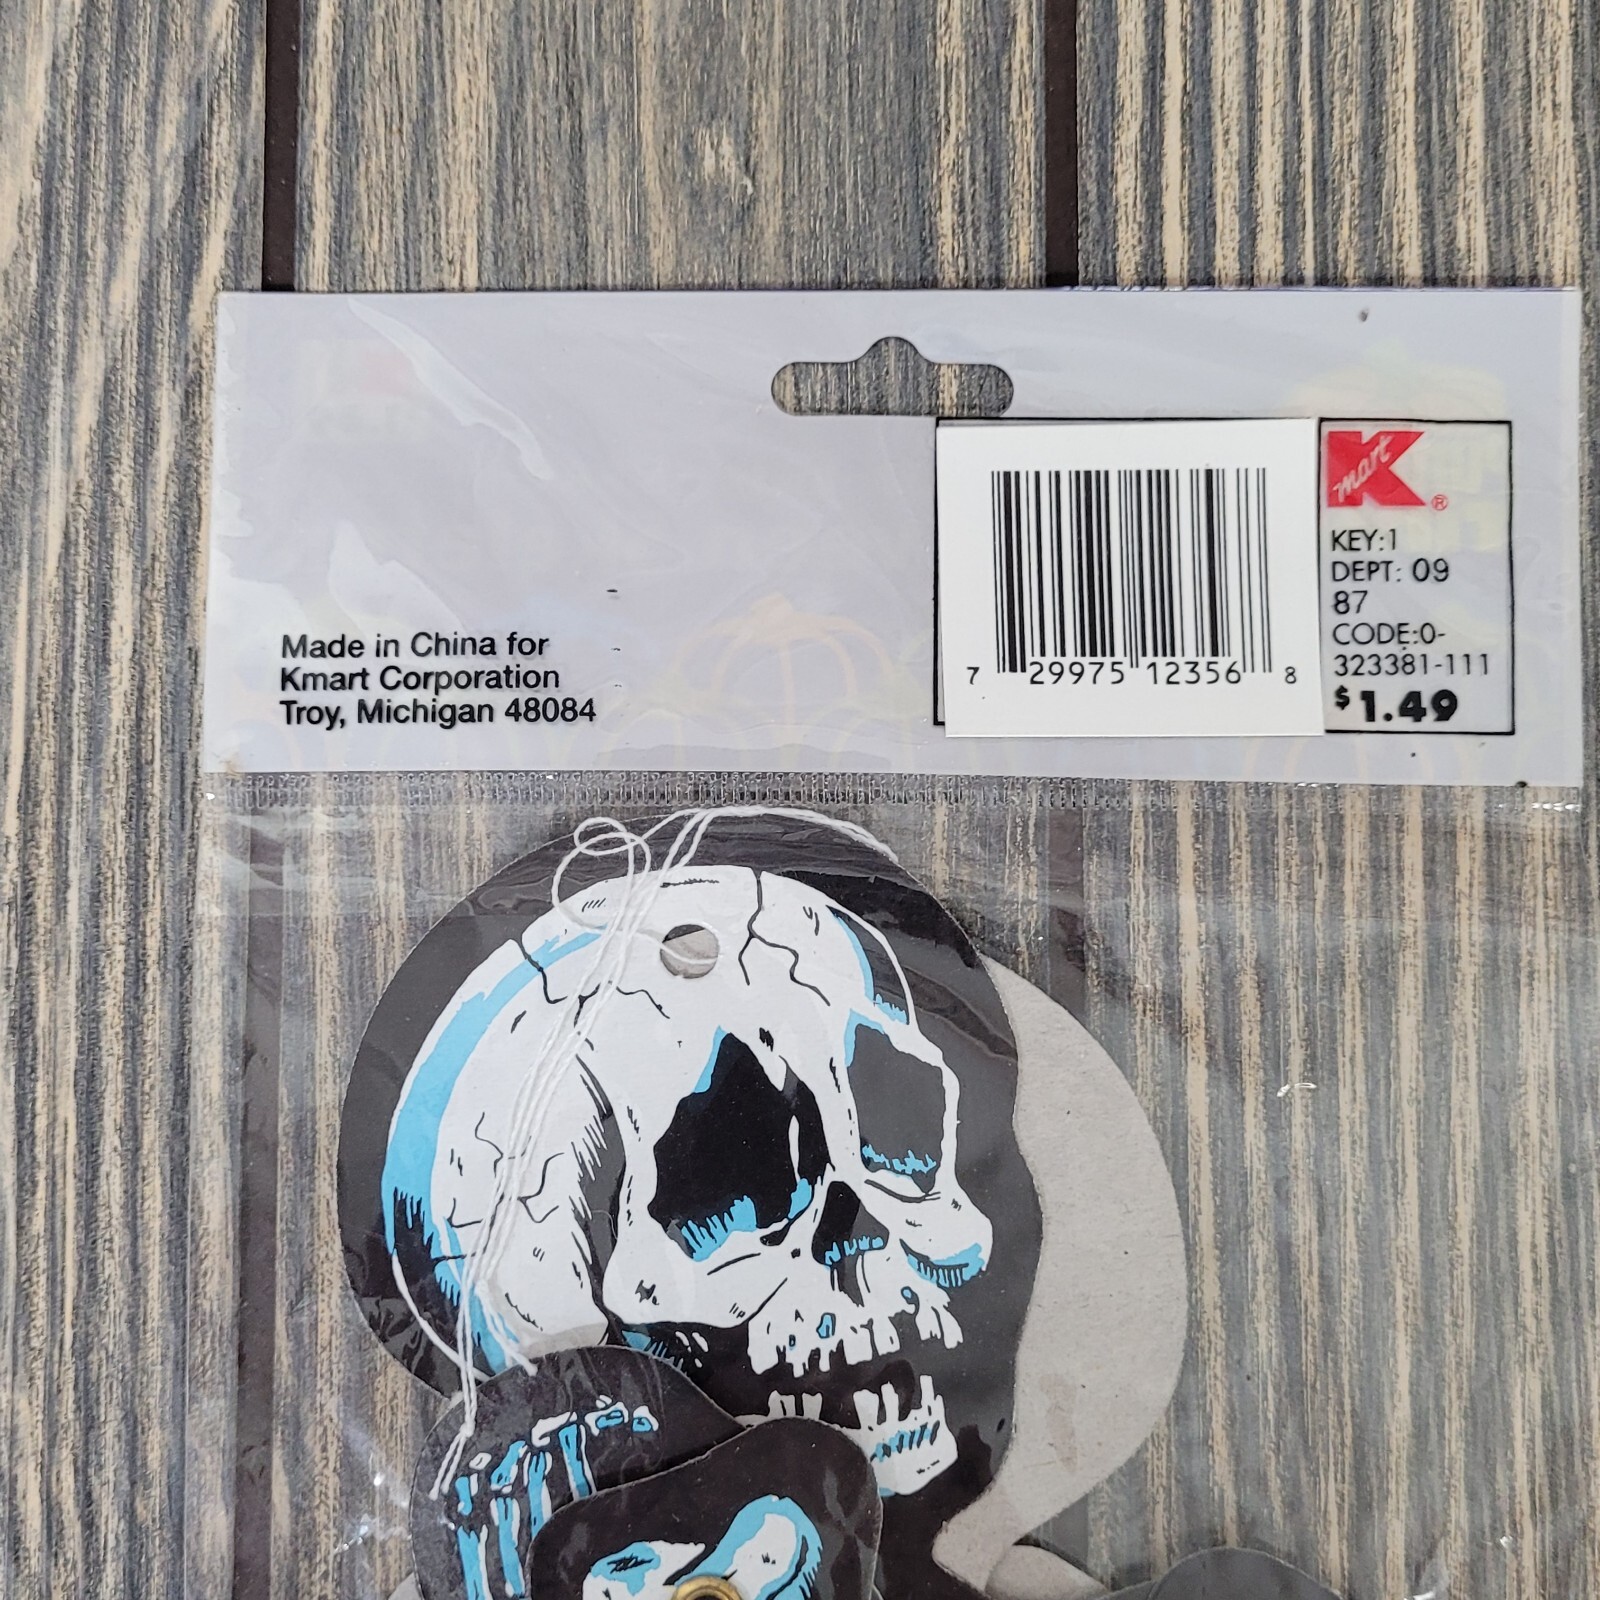 Made in China for
Kmart Corporation
Troy, Michigan 48084
7 29975 12356 8
K
mart
®
KEY:1
DEPT: 09
87
CODE:0-
323381-111
$1.49